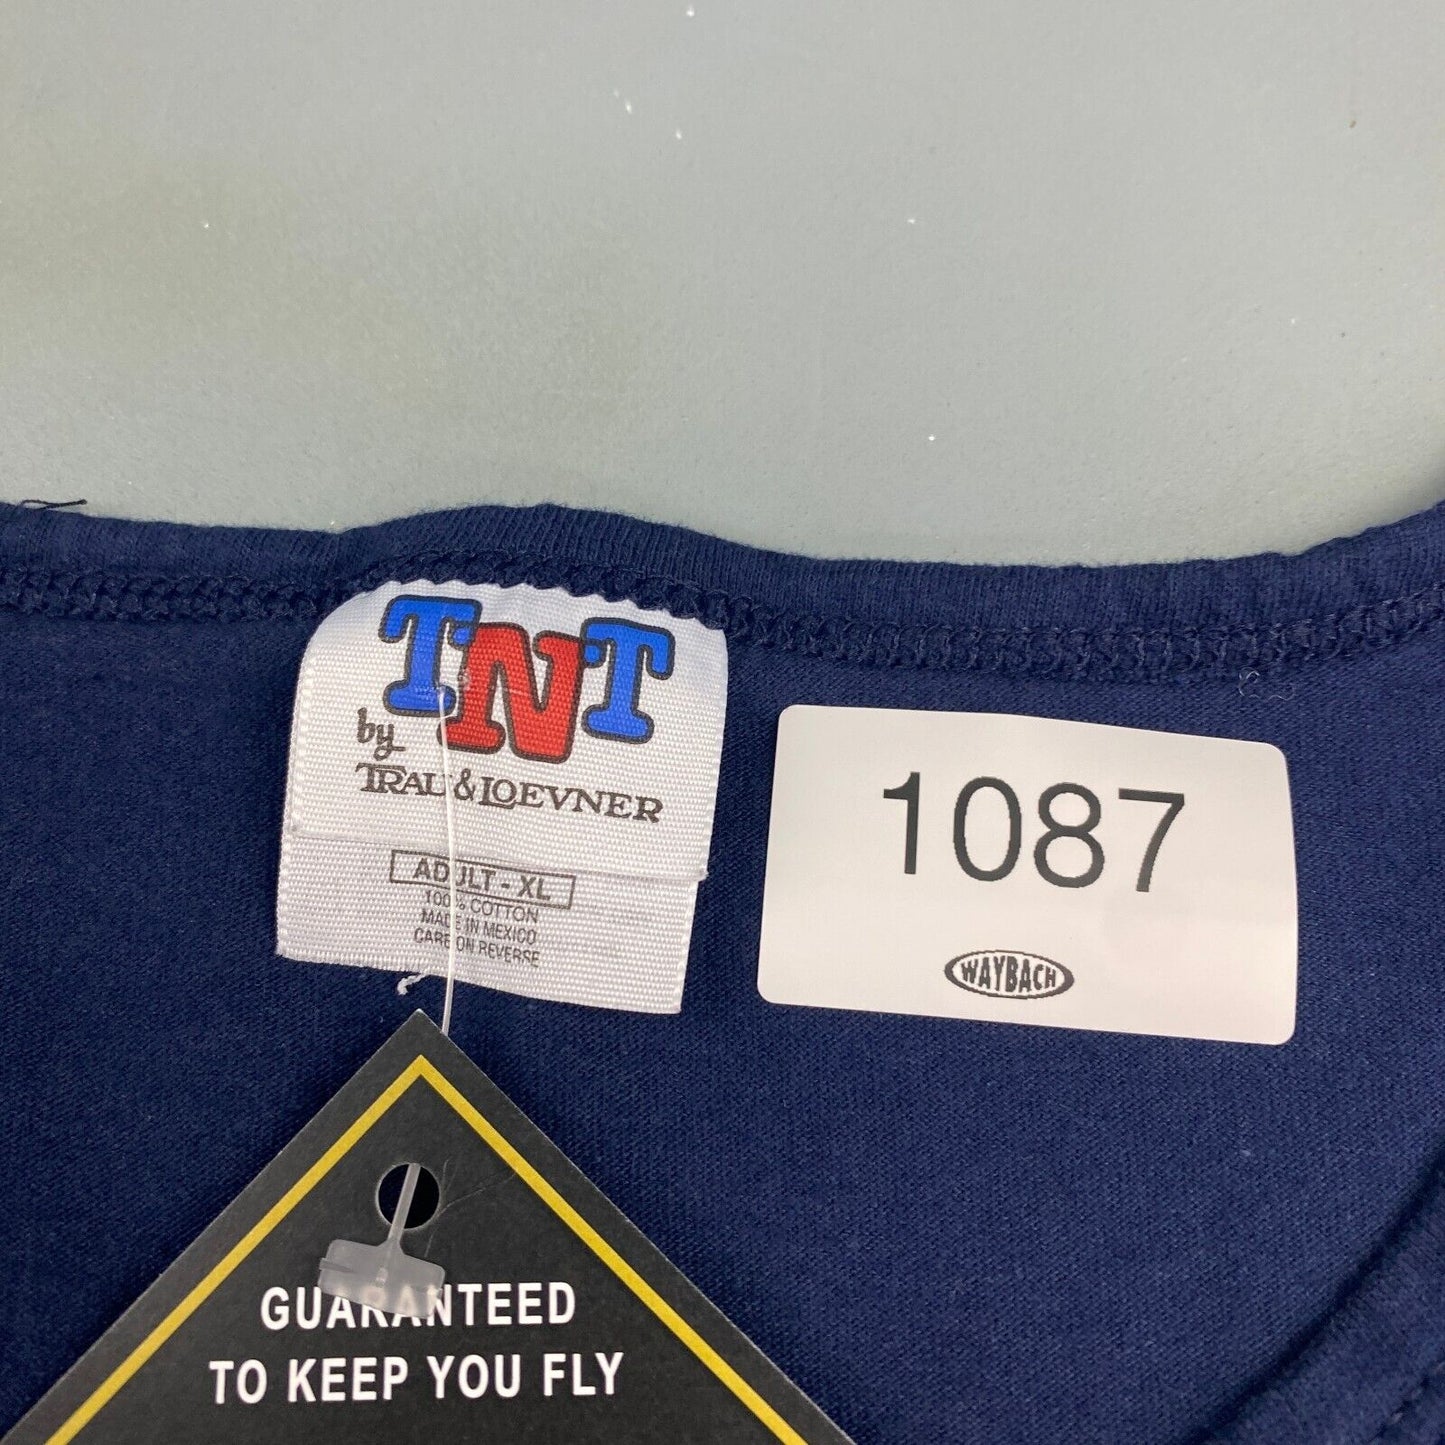 TNT
by
TRAU & LOEVNER
ADULT - XL
100% COTTON
MADE IN MEXICO
CARE ON REVERSE
1087
WAYBACH
GUARANTEED
TO KEEP YOU FLY